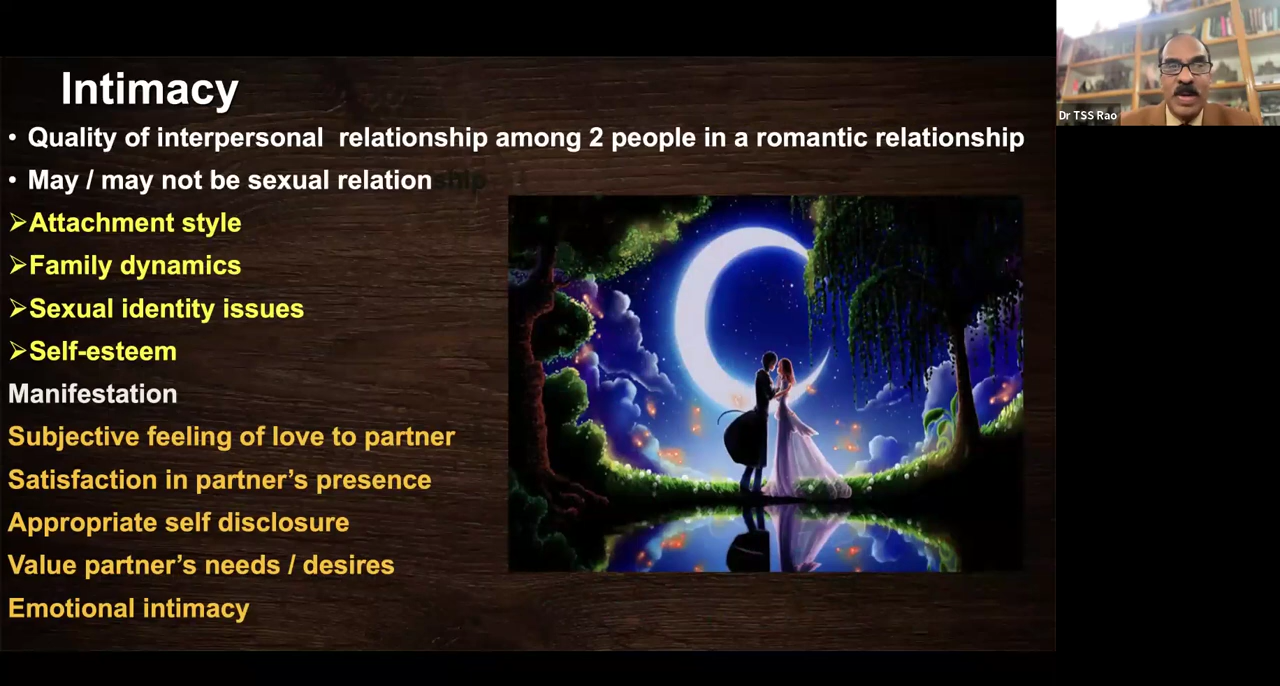 Intimacy
• Quality of interpersonal relationship among 2 people in a romantic relationship
• May / may not be sexual relationship
➢Attachment style
➢Family dynamics
➢Sexual identity issues
➢Self-esteem
Manifestation
Subjective feeling of love to partner
Satisfaction in partner’s presence
Appropriate self disclosure
Value partner’s needs / desires
Emotional intimacy
Dr TSS Rao